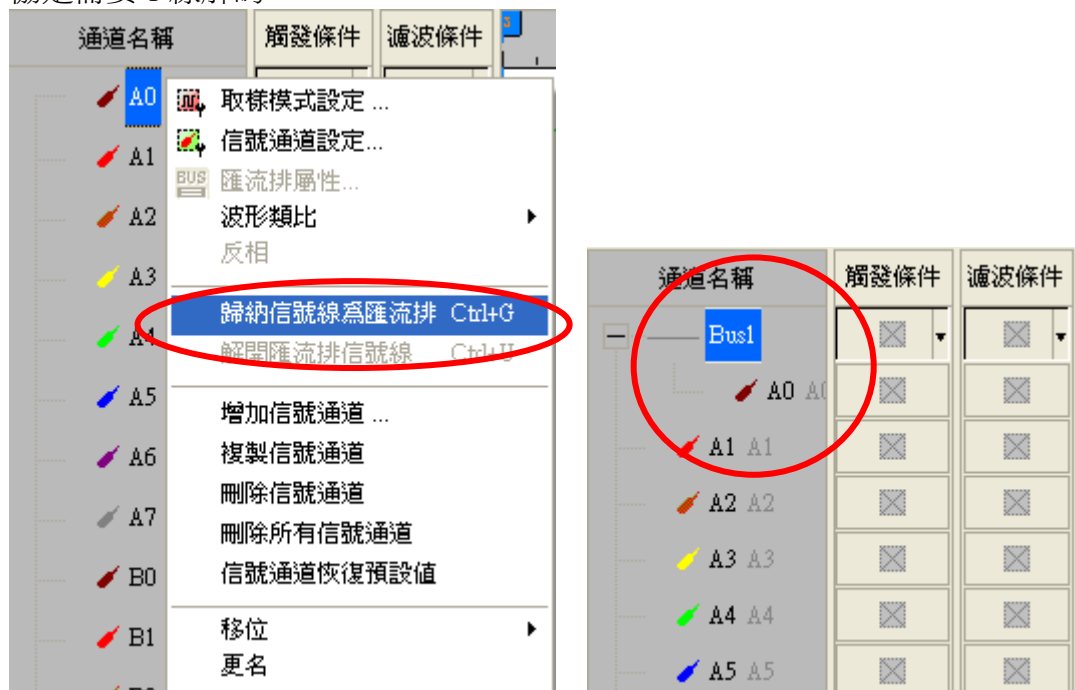 通道名稱 觸發條件 濾波條件
A0
A1
A2
A3
A4
A5
A6
A7
B0
B1
取樣模式設定 ...
信號通道設定...
BUS 匯流排屬性...
波形類比
反相
歸納信號線爲匯流排 Ctrl+G
解開匯流排信號線 Ctrl+U
增加信號通道 ...
複製信號通道
刪除信號通道
刪除所有信號通道
信號通道恢復預設值
移位
更名
通道名稱 觸發條件 濾波條件
Bus1
A0 A0
A1 A1
A2 A2
A3 A3
A4 A4
A5 A5